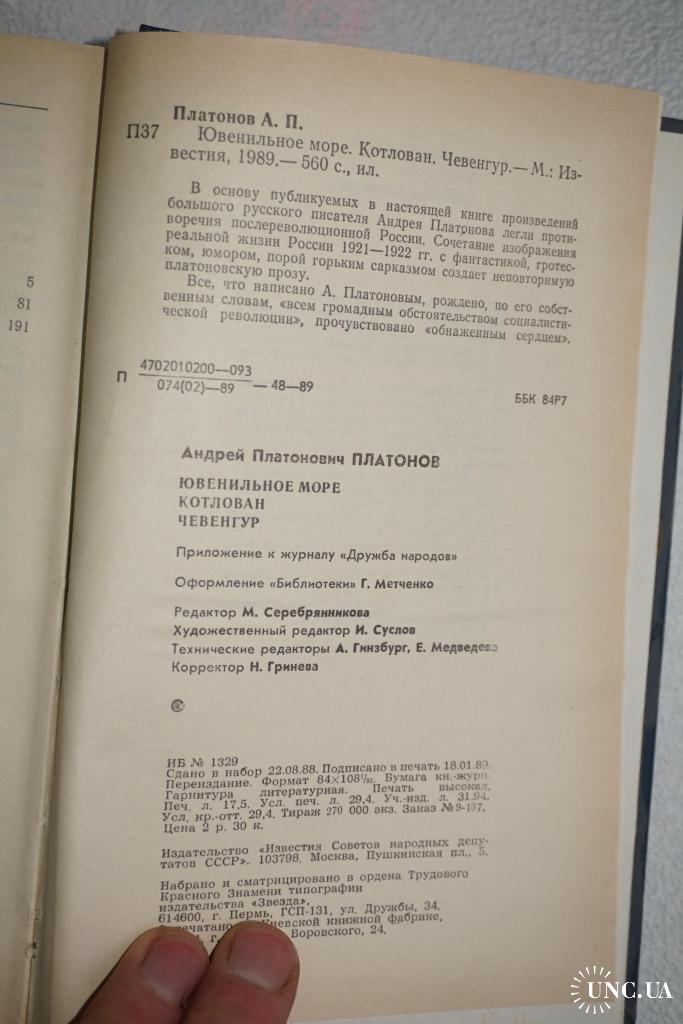 5
81
191
Платонов А. П.
П37
Ювенильное море. Котлован. Чевенгур.— М.: Из-
вестия, 1989.— 560 с., ил.
В основу публикуемых в настоящей книге произведений
большого русского писателя Андрея Платонова легли проти-
воречия послереволюционной России. Сочетание изображения
реальной жизни России 1921—1922 гг. с фантастикой, гротес-
ком, юмором, порой горьким сарказмом создает неповторимую
платоновскую прозу.
Все, что написано А. Платоновым, рождено, по его собст-
венным словам, «всем громадным обстоятельством социалисти-
ческой революции», прочувствовано «обнаженным сердцем».
П 4702010200—093
074(02)—89 — 48—89
ББК 84Р7
Андрей Платонович ПЛАТОНОВ
ЮВЕНИЛЬНОЕ МОРЕ
КОТЛОВАН
ЧЕВЕНГУР
Приложение к журналу «Дружба народов»
Оформление «Библиотеки» Г. Метченко
Редактор М. Серебрянникова
Художественный редактор И. Суслов
Технические редакторы А. Гинзбург, Е. Медведева
Корректор Н. Гринева
ИБ № 1329
Сдано в набор 22.08.88. Подписано в печать 18.01.89.
Переиздание. Формат 84×108¹/₃₂. Бумага кн.-журн.
Гарнитура литературная. Печать высокая.
Печ. л. 17,5. Усл. печ. л. 29,4. Уч.-изд. л. 31,94.
Усл. кр.-отт. 29,4. Тираж 270 000 экз. Заказ № 9-107.
Цена 2 р. 30 к.
Издательство «Известия Советов народных депу-
татов СССР». 103798. Москва, Пушкинская пл., 5.
Набрано и сматрицировано в ордена Трудового
Красного Знамени типографии
издательства «Звезда»,
614600, г. Пермь, ГСП-131, ул. Дружбы, 34.
Киевской книжной фабрике,
Воровского, 24.
UNC.UA